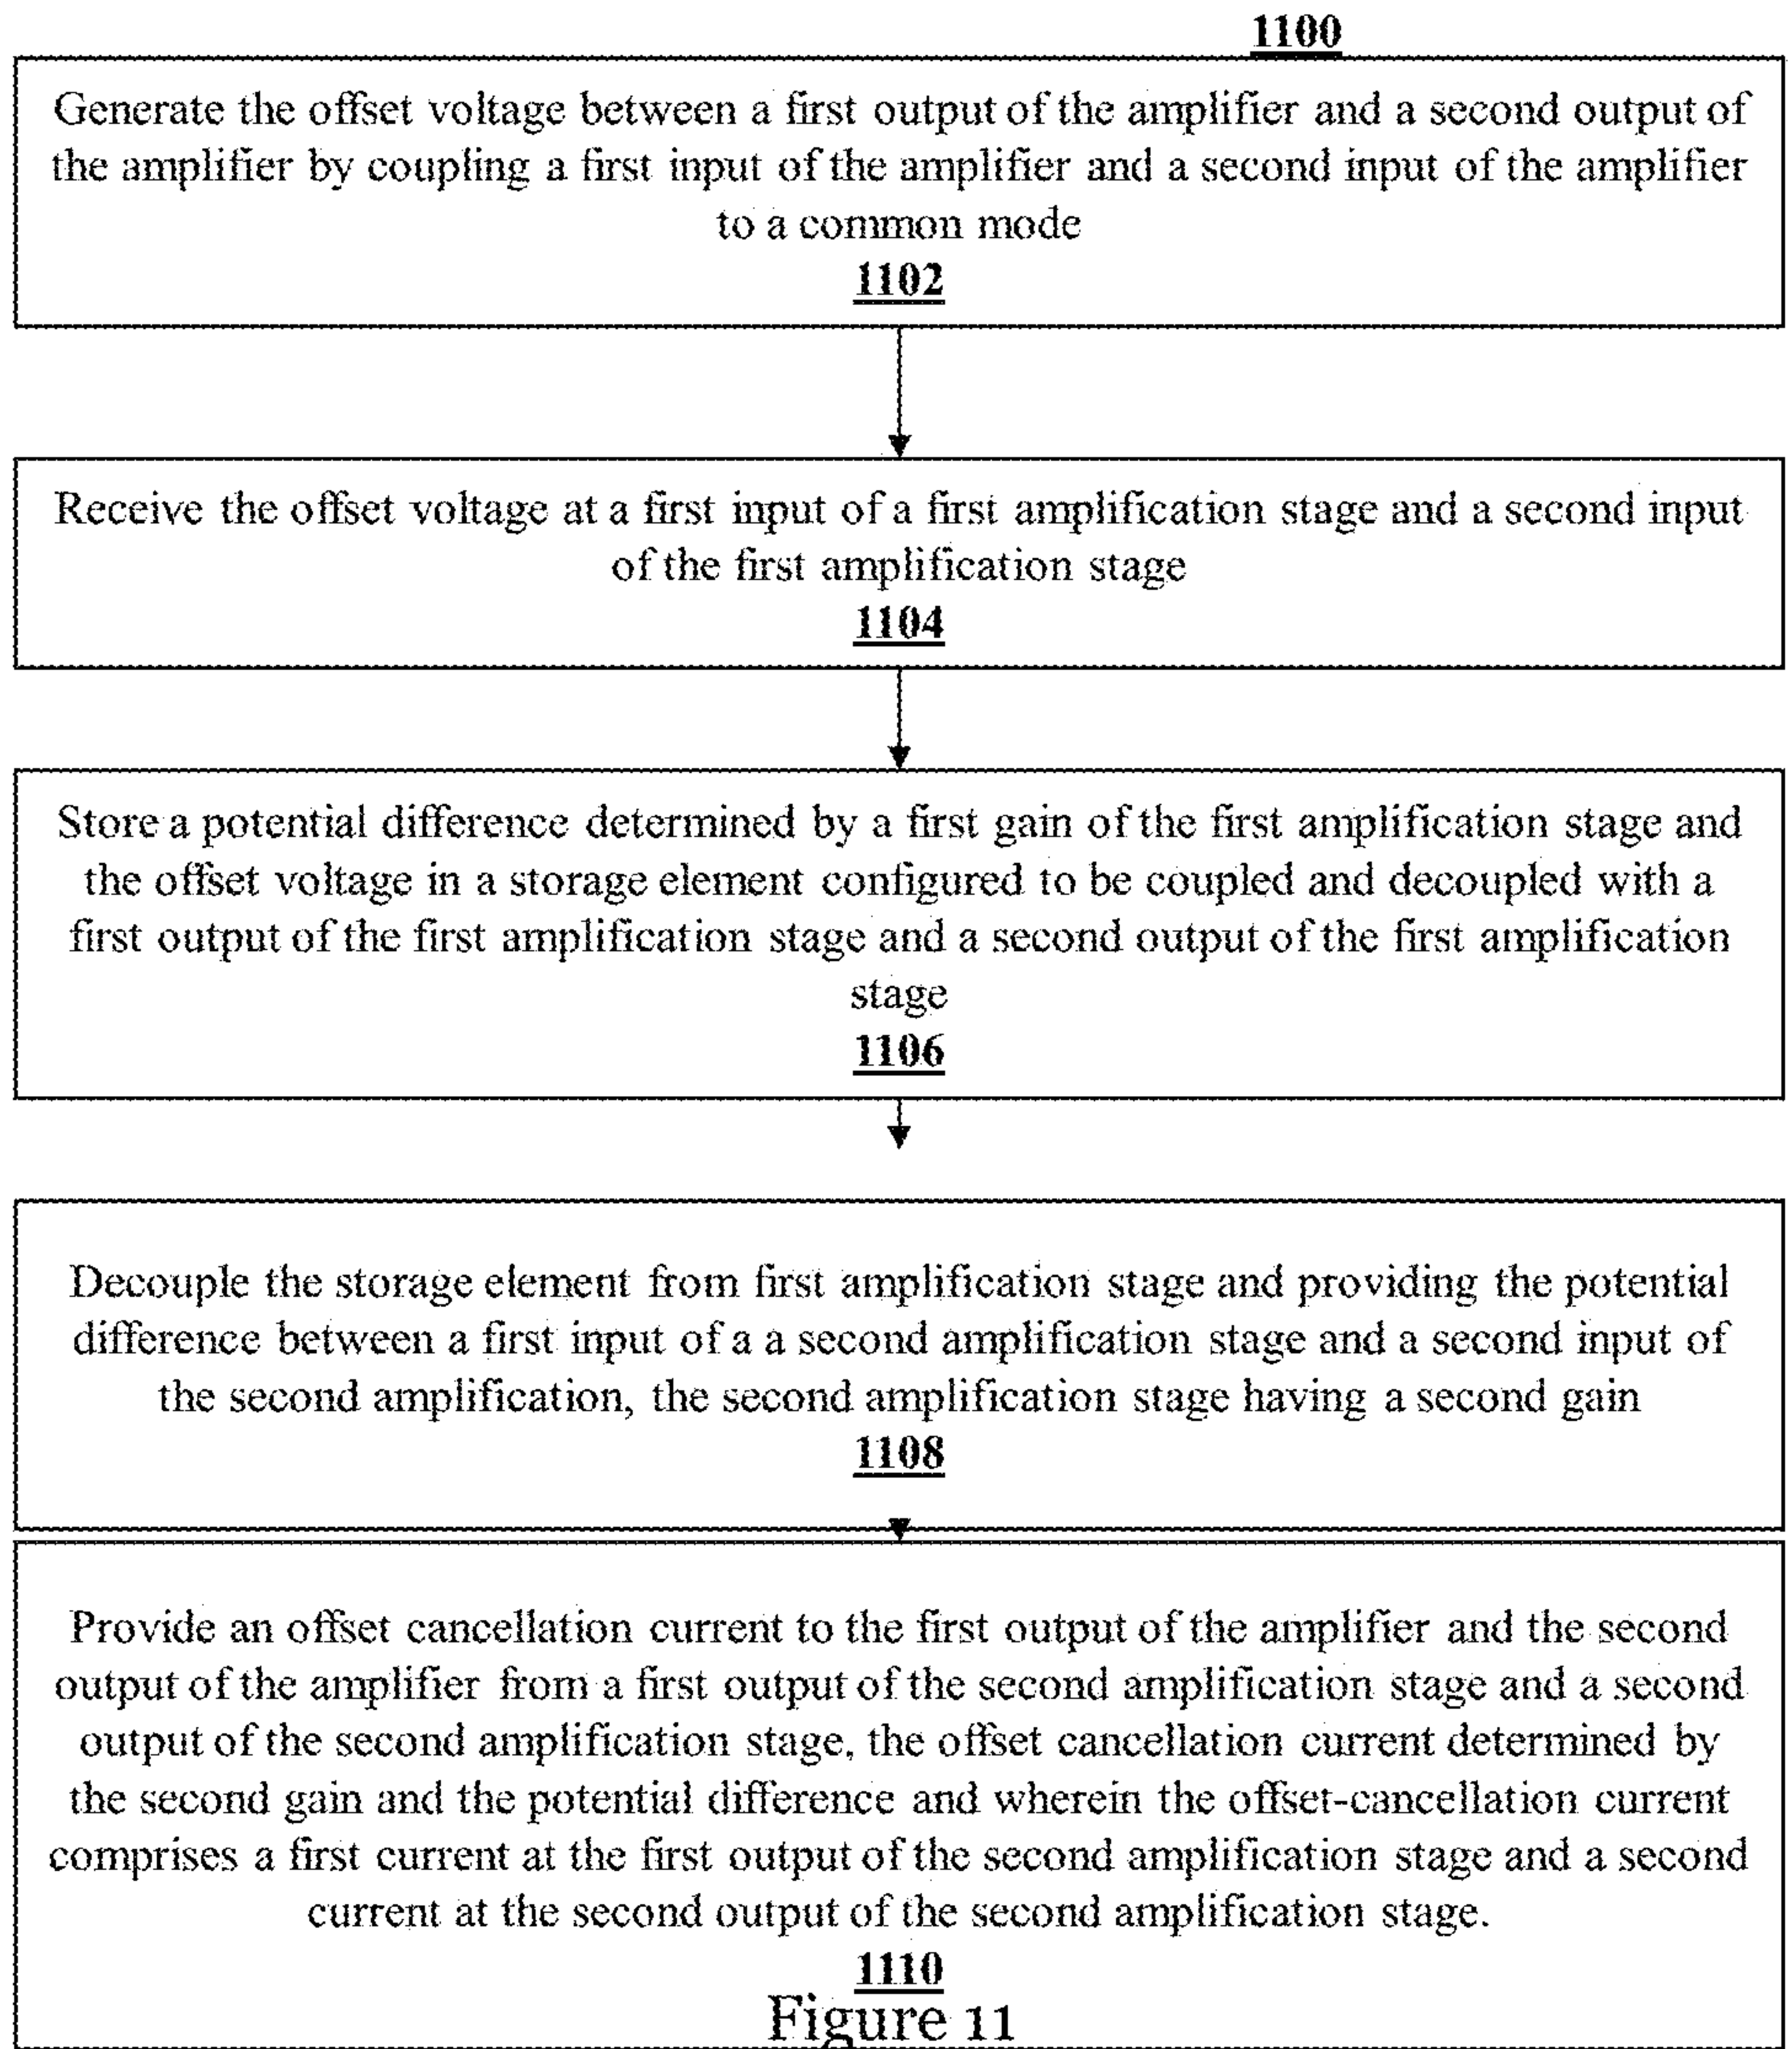 1100
Generate the offset voltage between a first output of the amplifier and a second output of
the amplifier by coupling a first input of the amplifier and a second input of the amplifier
to a common mode
1102
Receive the offset voltage at a first input of a first amplification stage and a second input
of the first amplification stage
1104
Store a potential difference determined by a first gain of the first amplification stage and
the offset voltage in a storage element configured to be coupled and decoupled with a
first output of the first amplification stage and a second output of the first amplification
stage
1106
Decouple the storage element from first amplification stage and providing the potential
difference between a first input of a a second amplification stage and a second input of
the second amplification, the second amplification stage having a second gain
1108
Provide an offset cancellation current to the first output of the amplifier and the second
output of the amplifier from a first output of the second amplification stage and a second
output of the second amplification stage, the offset cancellation current determined by
the second gain and the potential difference and wherein the offset-cancellation current
comprises a first current at the first output of the second amplification stage and a second
current at the second output of the second amplification stage.
1110
Figure 11